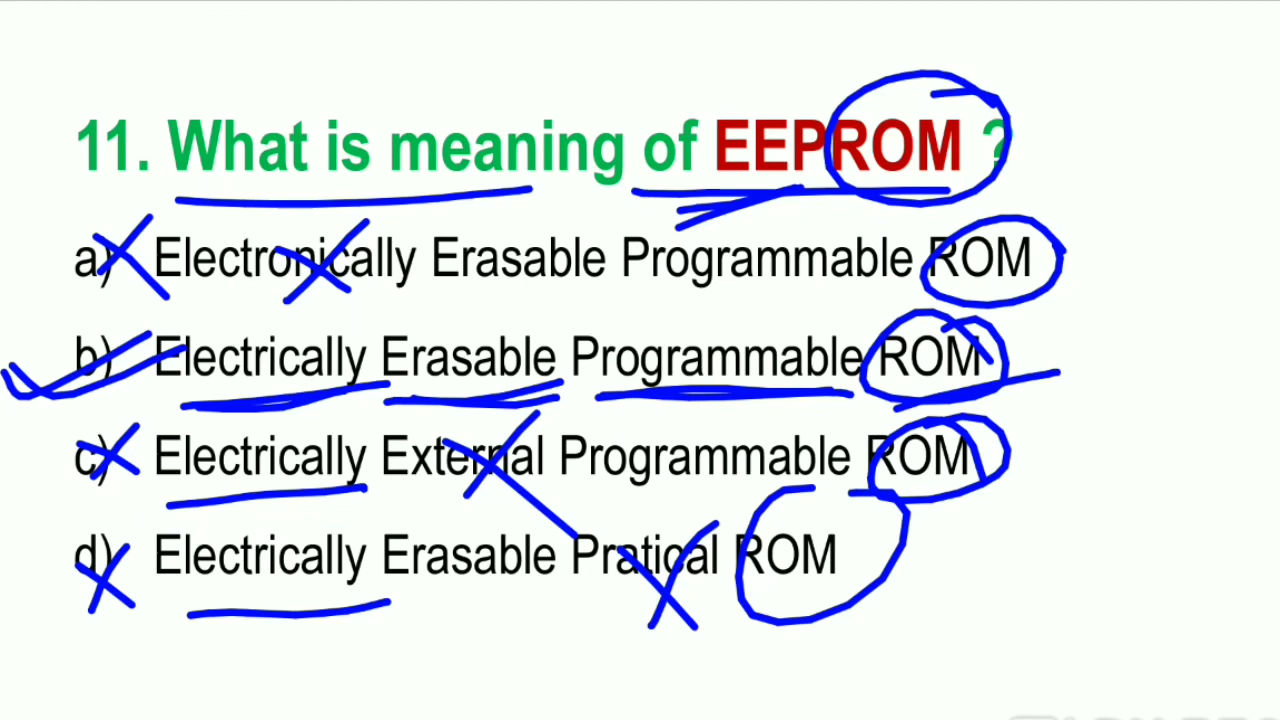 11. What is meaning of EEPROM ?
a) Electronically Erasable Programmable ROM
b) Electrically Erasable Programmable ROM
c) Electrically External Programmable ROM
d) Electrically Erasable Pratical ROM